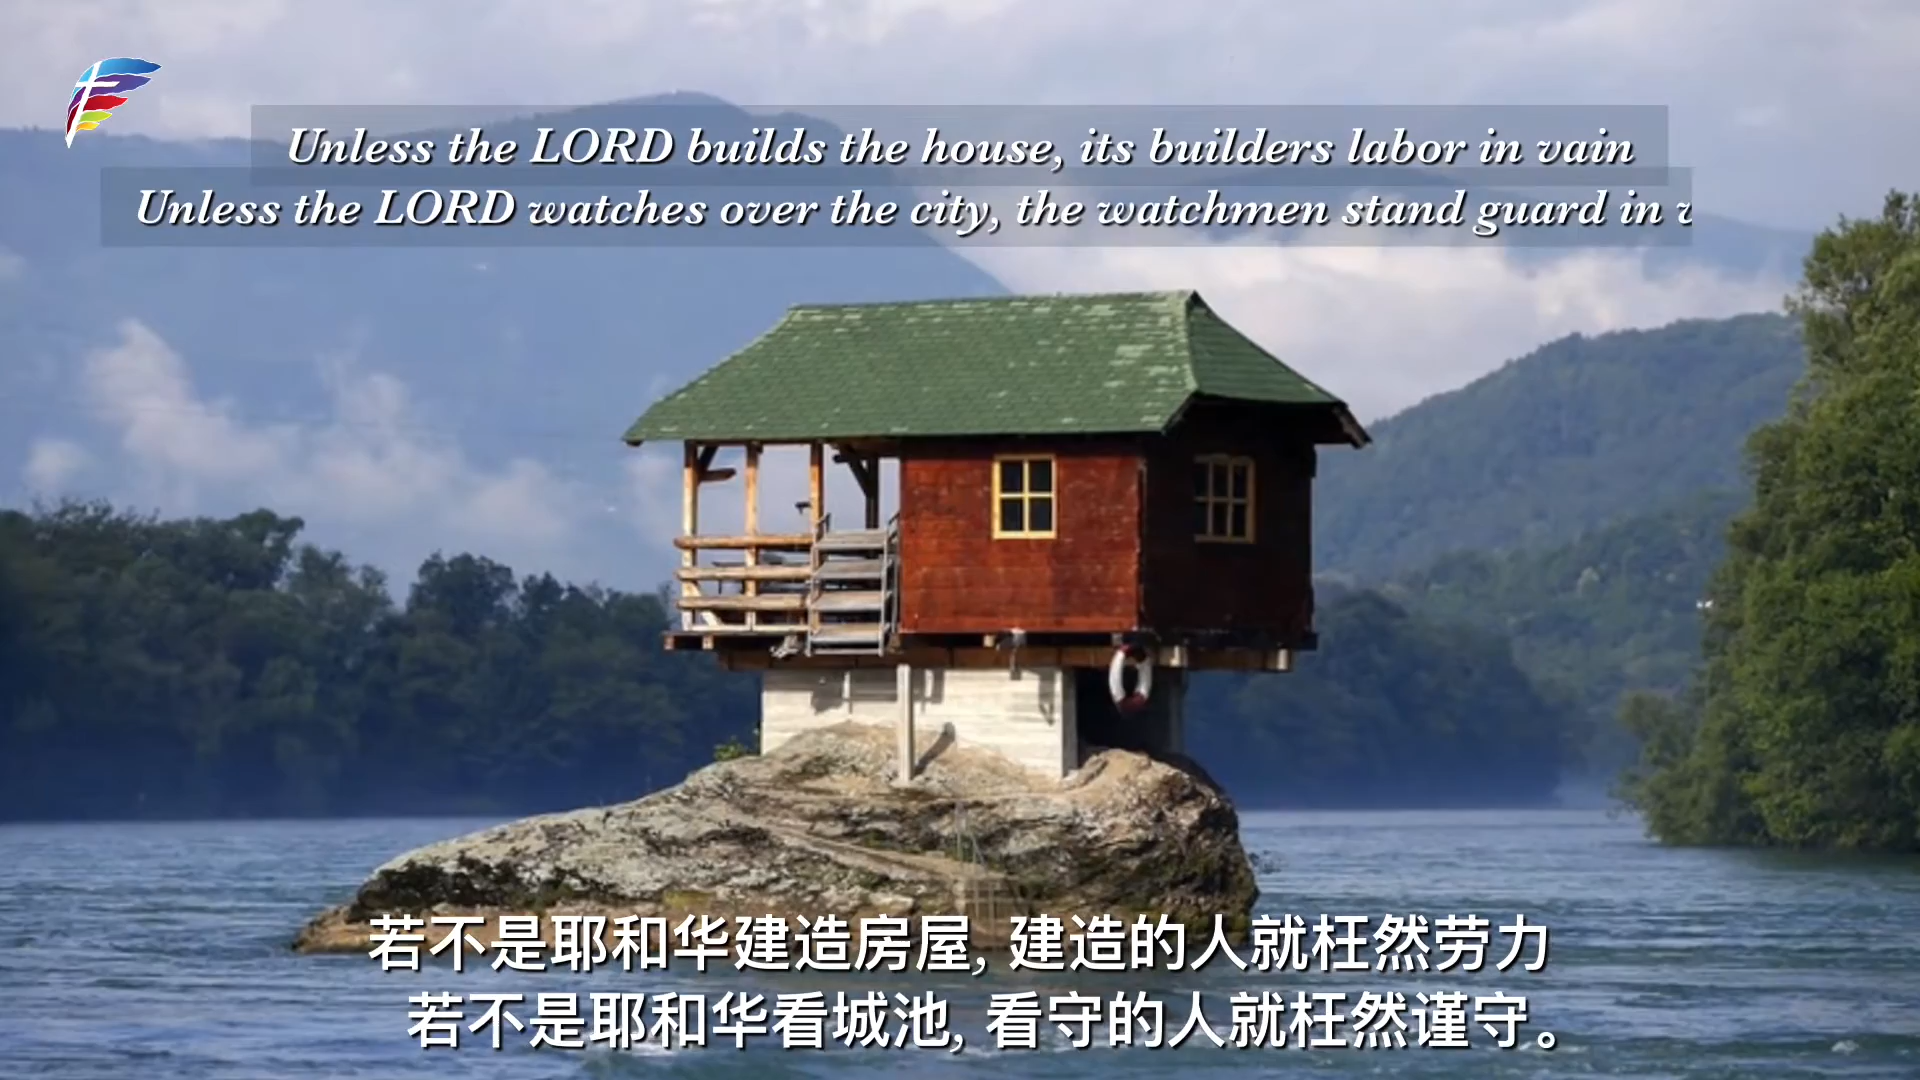 Unless the LORD builds the house, its builders labor in vain
Unless the LORD watches over the city, the watchmen stand guard in
若不是耶和华建造房屋, 建造的人就枉然劳力
若不是耶和华看城池, 看守的人就枉然谨守。